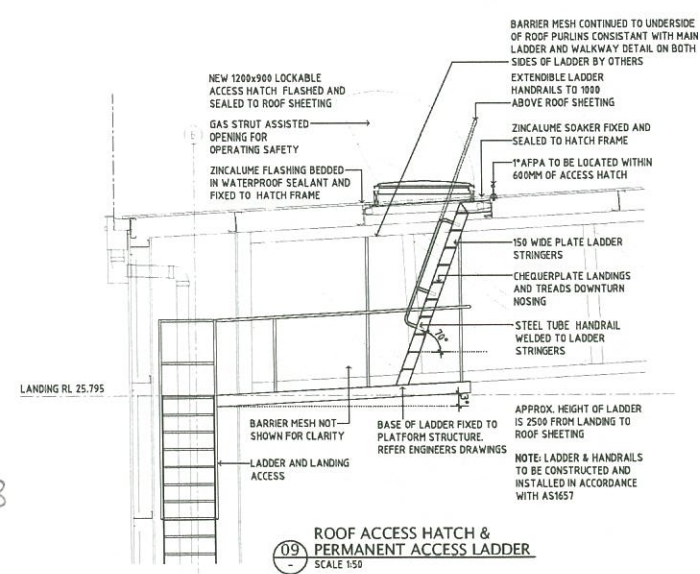 BARRIER MESH CONTINUED TO UNDERSIDE
OF ROOF PURLINS CONSISTANT WITH MAIN
LADDER AND WALKWAY DETAIL ON BOTH
SIDES OF LADDER BY OTHERS
EXTENDIBLE LADDER
HANDRAILS TO 1000
ABOVE ROOF SHEETING
ZINCALUME SOAKER FIXED AND
SEALED TO HATCH FRAME
1*AFPA TO BE LOCATED WITHIN
600MM OF ACCESS HATCH
NEW 1200x900 LOCKABLE
ACCESS HATCH FLASHED AND
SEALED TO ROOF SHEETING
GAS STRUT ASSISTED
OPENING FOR
OPERATING SAFETY
ZINCALUME FLASHING BEDDED
IN WATERPROOF SEALANT AND
FIXED TO HATCH FRAME
150 WIDE PLATE LADDER
STRINGERS
CHEQUERPLATE LANDINGS
AND TREADS DOWNTURN
NOSING
STEEL TUBE HANDRAIL
WELDED TO LADDER
STRINGERS
70°
3°
LANDING RL 25.795
BARRIER MESH NOT
SHOWN FOR CLARITY
LADDER AND LANDING
ACCESS
BASE OF LADDER FIXED TO
PLATFORM STRUCTURE.
REFER ENGINEERS DRAWINGS
APPROX. HEIGHT OF LADDER
IS 2500 FROM LANDING TO
ROOF SHEETING
NOTE: LADDER & HANDRAILS
TO BE CONSTRUCTED AND
INSTALLED IN ACCORDANCE
WITH AS1657
09
-
ROOF ACCESS HATCH &
PERMANENT ACCESS LADDER
SCALE 1:50